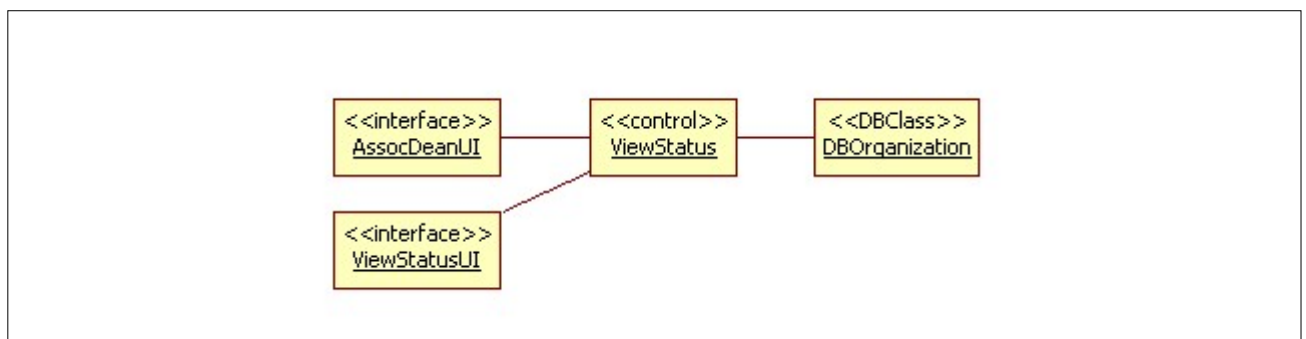 <<interface>>
AssocDeanUI
<<control>>
ViewStatus
<<DBClass>>
DBOrganization
<<interface>>
ViewStatusUI